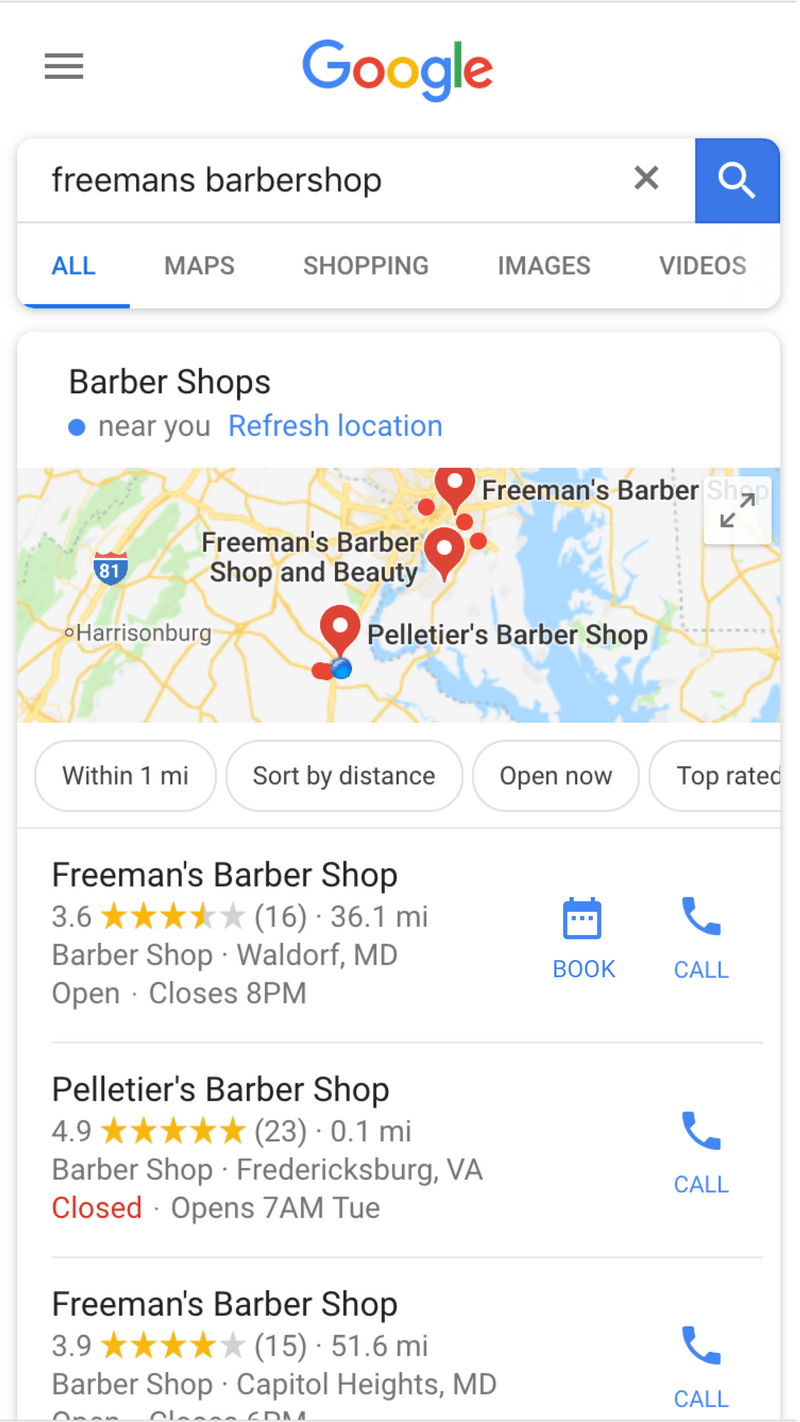 Google
freemans barbershop ×
ALL MAPS SHOPPING IMAGES VIDEOS
Barber Shops
near you Refresh location
Freeman's Barber Shop
Freeman's Barber
Shop and Beauty
81
Harrisonburg
Pelletier's Barber Shop
Within 1 mi Sort by distance Open now Top rated
Freeman's Barber Shop
3.6 (16) · 36.1 mi
Barber Shop · Waldorf, MD
Open · Closes 8PM
BOOK CALL
Pelletier's Barber Shop
4.9 (23) · 0.1 mi
Barber Shop · Fredericksburg, VA
Closed · Opens 7AM Tue
CALL
Freeman's Barber Shop
3.9 (15) · 51.6 mi
Barber Shop · Capitol Heights, MD
Open · Closes 6PM
CALL